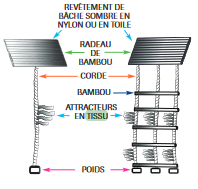 REVÊTEMENT DE
BÂCHE SOMBRE EN
NYLON OU EN TOILE
RADEAU
DE
BAMBOU
CORDE
BAMBOU
ATTRACTEURS
EN TISSU
POIDS